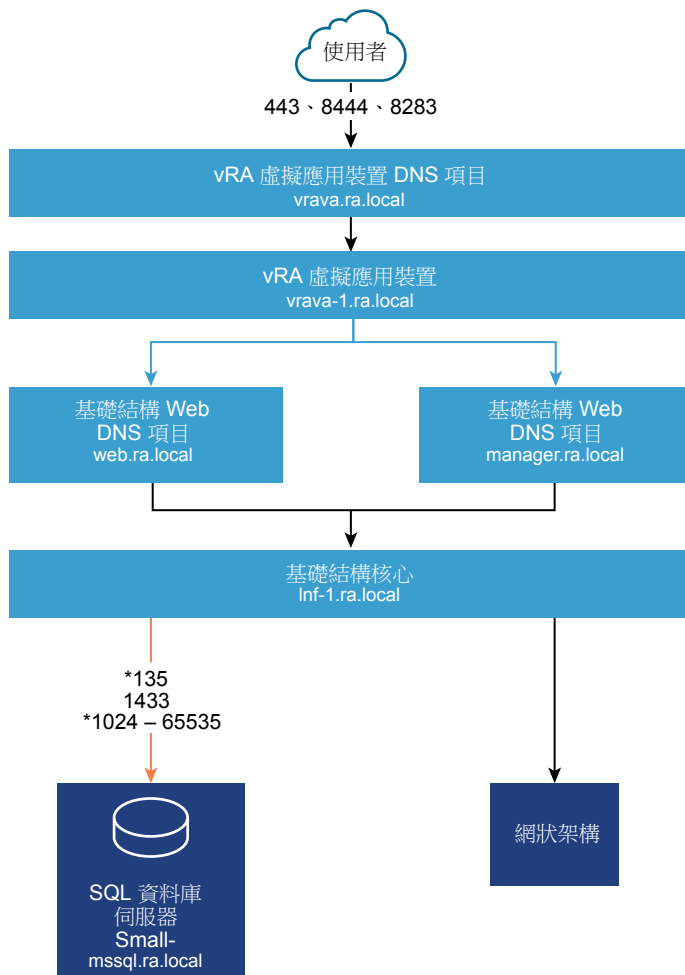 使用者
443、8444、8283
vRA 虛擬應用裝置 DNS 項目
vrava.ra.local
vRA 虛擬應用裝置
vrava-1.ra.local
基礎結構 Web
DNS 項目
web.ra.local
基礎結構 Web
DNS 項目
manager.ra.local
基礎結構核心
lnf-1.ra.local
*135
1433
*1024 – 65535
SQL 資料庫
伺服器
Small-
mssql.ra.local
網狀架構